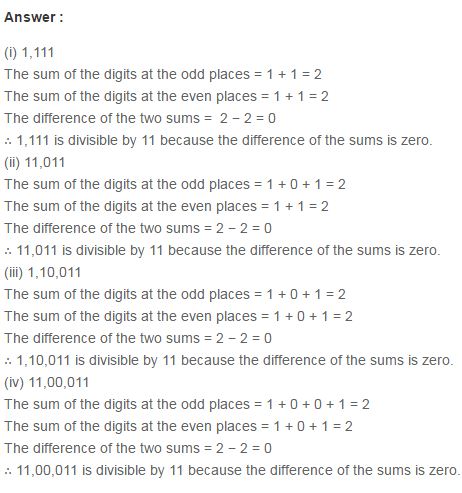 Answer :
(i) 1,111
The sum of the digits at the odd places = 1 + 1 = 2
The sum of the digits at the even places = 1 + 1 = 2
The difference of the two sums =  2 − 2 = 0
∴ 1,111 is divisible by 11 because the difference of the sums is zero.
(ii) 11,011
The sum of the digits at the odd places = 1 + 0 + 1 = 2
The sum of the digits at the even places = 1 + 1 = 2
The difference of the two sums = 2 − 2 = 0
∴ 11,011 is divisible by 11 because the difference of the sums is zero.
(iii) 1,10,011
The sum of the digits at the odd places = 1 + 0 + 1 = 2
The sum of the digits at the even places = 1 + 0 + 1 = 2
The difference of the two sums = 2 − 2 = 0
∴ 1,10,011 is divisible by 11 because the difference of the sums is zero.
(iv) 11,00,011
The sum of the digits at the odd places = 1 + 0 + 0 + 1 = 2
The sum of the digits at the even places = 1 + 0 + 1 = 2
The difference of the two sums = 2 − 2 = 0
∴ 11,00,011 is divisible by 11 because the difference of the sums is zero.